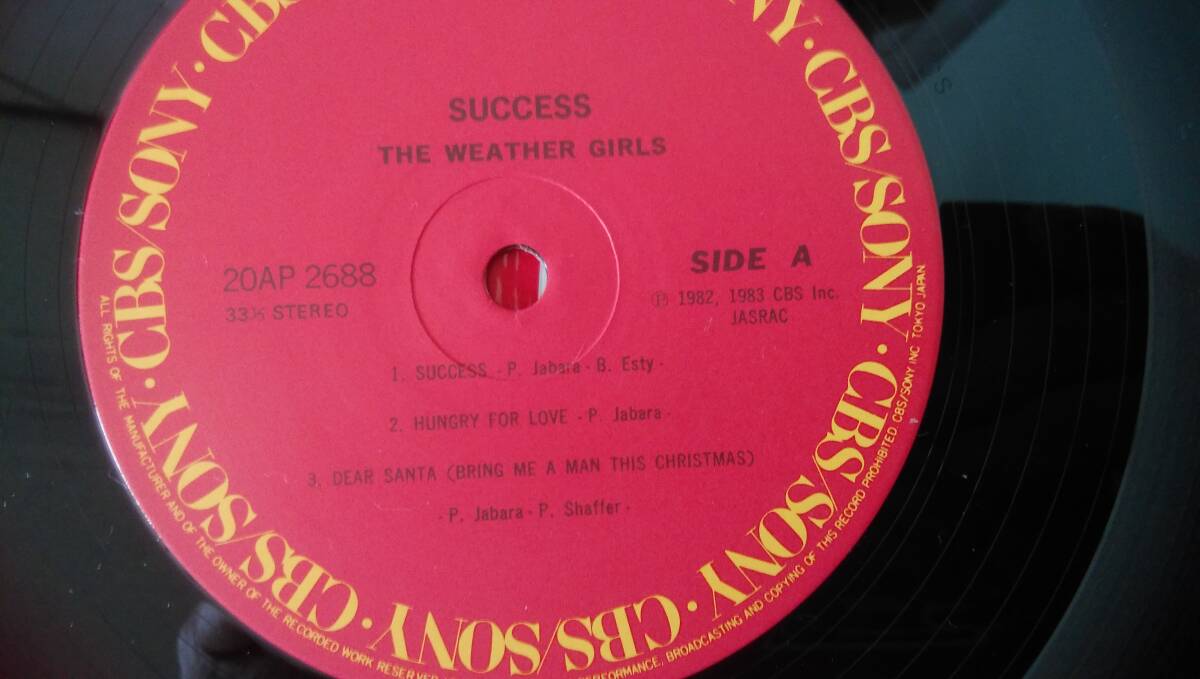 SUCCESS
THE WEATHER GIRLS
20AP 2688
33⅓ STEREO
SIDE A
Ⓟ 1982, 1983 CBS Inc.
JASRAC
1. SUCCESS - P. Jabara - B. Esty -
2. HUNGRY FOR LOVE - P. Jabara -
3. DEAR SANTA (BRING ME A MAN THIS CHRISTMAS)
- P. Jabara - P. Shaffer -
CBS/SONY · CBS/SONY · CBS/SONY · CBS/SONY · CBS/SONY · CBS/SONY · CBS/SONY · CBS
ALL RIGHTS OF THE MANUFACTURER AND OF THE OWNER OF THE RECORDED WORK RESERVED PERFORMANCE, BROADCASTING AND COPYING OF THIS RECORD PROHIBITED. CBS/SONY INC TOKYO JAPAN